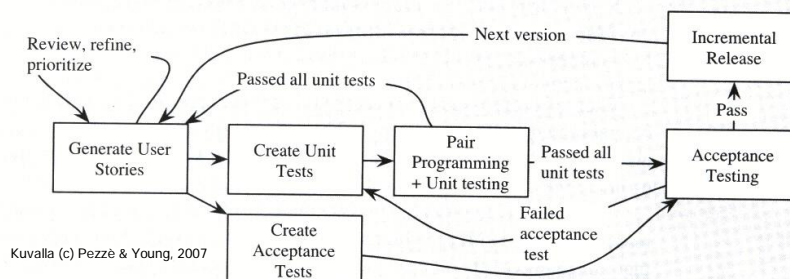 Next version
Incremental
Release
Review, refine,
prioritize
Passed all unit tests
Pass
Generate User
Stories
Create Unit
Tests
Pair
Programming
+ Unit testing
Passed all
unit tests
Acceptance
Testing
Failed
acceptance
test
Create
Acceptance
Tests
Kuvalla (c) Pezzè & Young, 2007